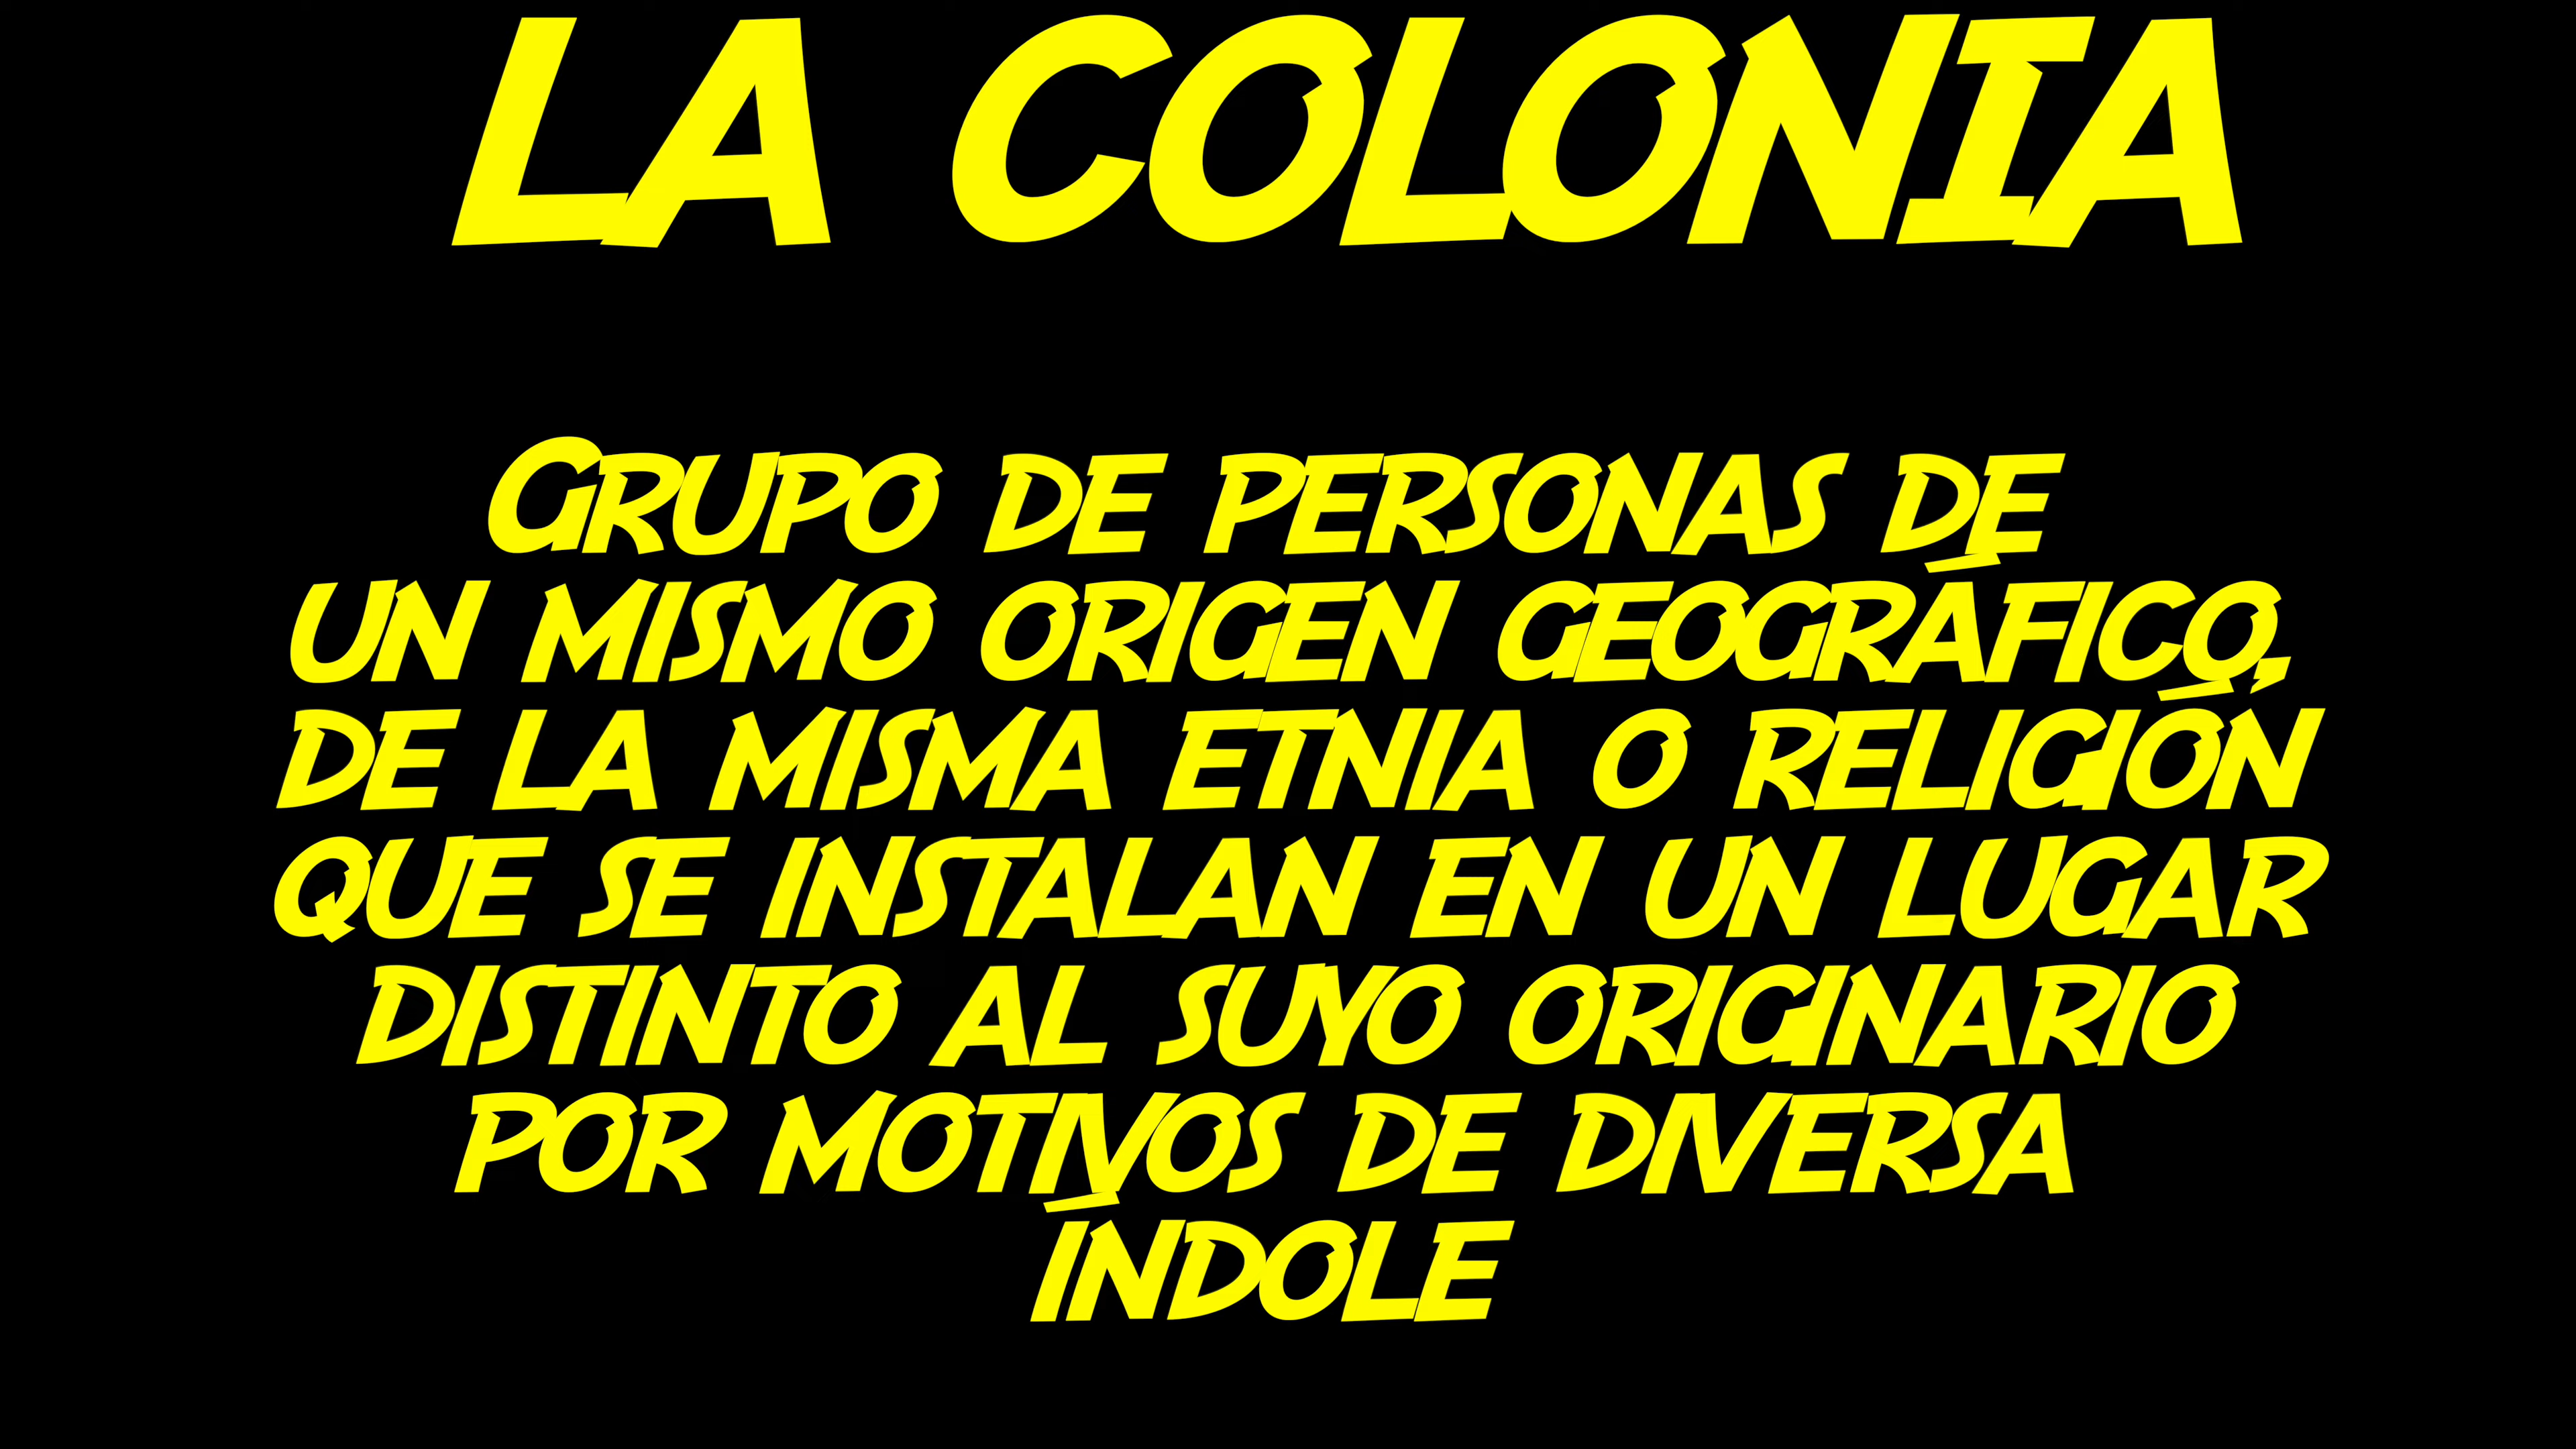 LA COLONIA
GRUPO DE PERSONAS DE
UN MISMO ORIGEN GEOGRÁFICO,
DE LA MISMA ETNIA O RELIGIÓN
QUE SE INSTALAN EN UN LUGAR
DISTINTO AL SUYO ORIGINARIO
POR MOTIVOS DE DIVERSA
ÍNDOLE